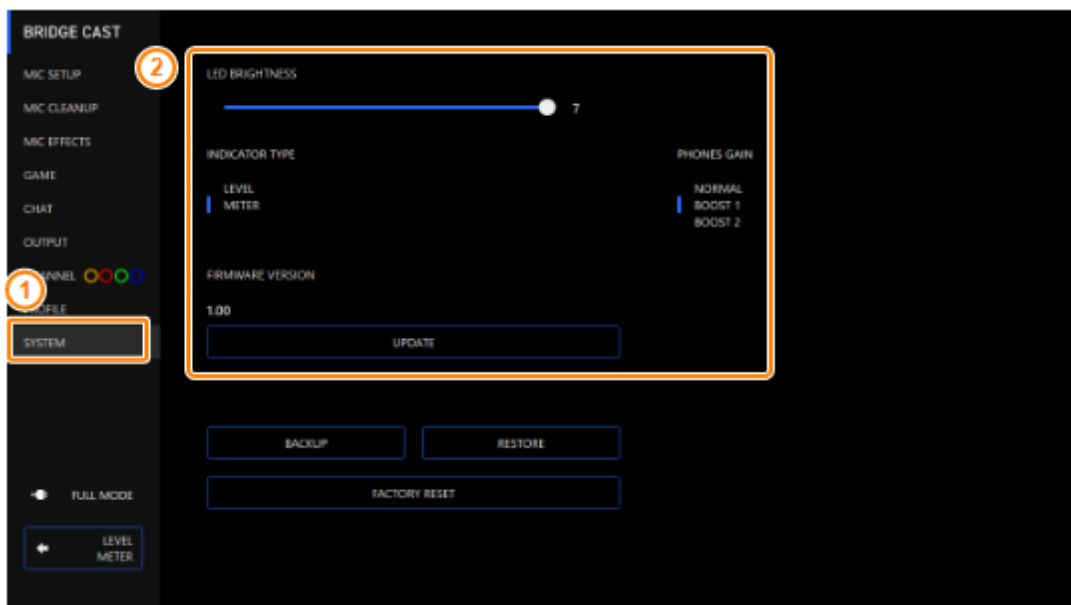 BRIDGE CAST
MIC SETUP
MIC CLEANUP
MIC EFFECTS
GAME
CHAT
OUTPUT
1
SYSTEM
FULL MODE
LEVEL
METER
2
LED BRIGHTNESS
7
INDICATOR TYPE
LEVEL
METER
PHONES GAIN
NORMAL
BOOST 1
BOOST 2
FIRMWARE VERSION
1.00
UPDATE
BACKUP
RESTORE
FACTORY RESET